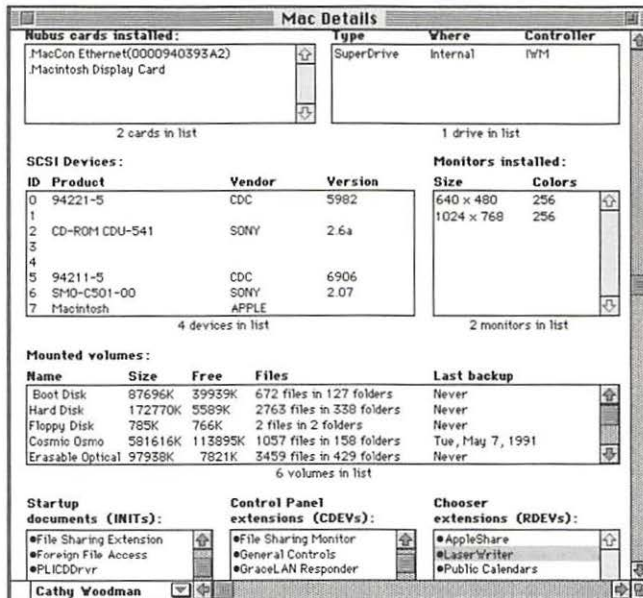 Mac Details
Nubus cards installed:
Type Where Controller
.MacCon Ethernet(0000940393A2)
.Macintosh Display Card
SuperDrive Internal IWM
2 cards in list
1 drive in list
SCSI Devices:
ID Product Vendor Version
0 94221-5 CDC 5982
1
2 CD-ROM CDU-541 SONY 2.6a
3
4
5 94211-5 CDC 6906
6 SMO-C501-00 SONY 2.07
7 Macintosh APPLE
4 devices in list
Monitors installed:
Size Colors
640 x 480 256
1024 x 768 256
2 monitors in list
Mounted volumes:
Name Size Free Files Last backup
Boot Disk 87696K 39939K 672 files in 127 folders Never
Hard Disk 172770K 5589K 2763 files in 338 folders Never
Floppy Disk 785K 766K 2 files in 2 folders Never
Cosmic Osmo 581616K 113895K 1057 files in 158 folders Tue, May 7, 1991
Erasable Optical 97938K 7821K 3459 files in 429 folders Never
6 volumes in list
Startup
documents (INITs):
•File Sharing Extension
•Foreign File Access
•PLICDDrvr
Control Panel
extensions (CDEVs):
•File Sharing Monitor
•General Controls
•GraceLAN Responder
Chooser
extensions (RDEVs):
•AppleShare
•LaserWriter
•Public Calendars
Cathy Woodman